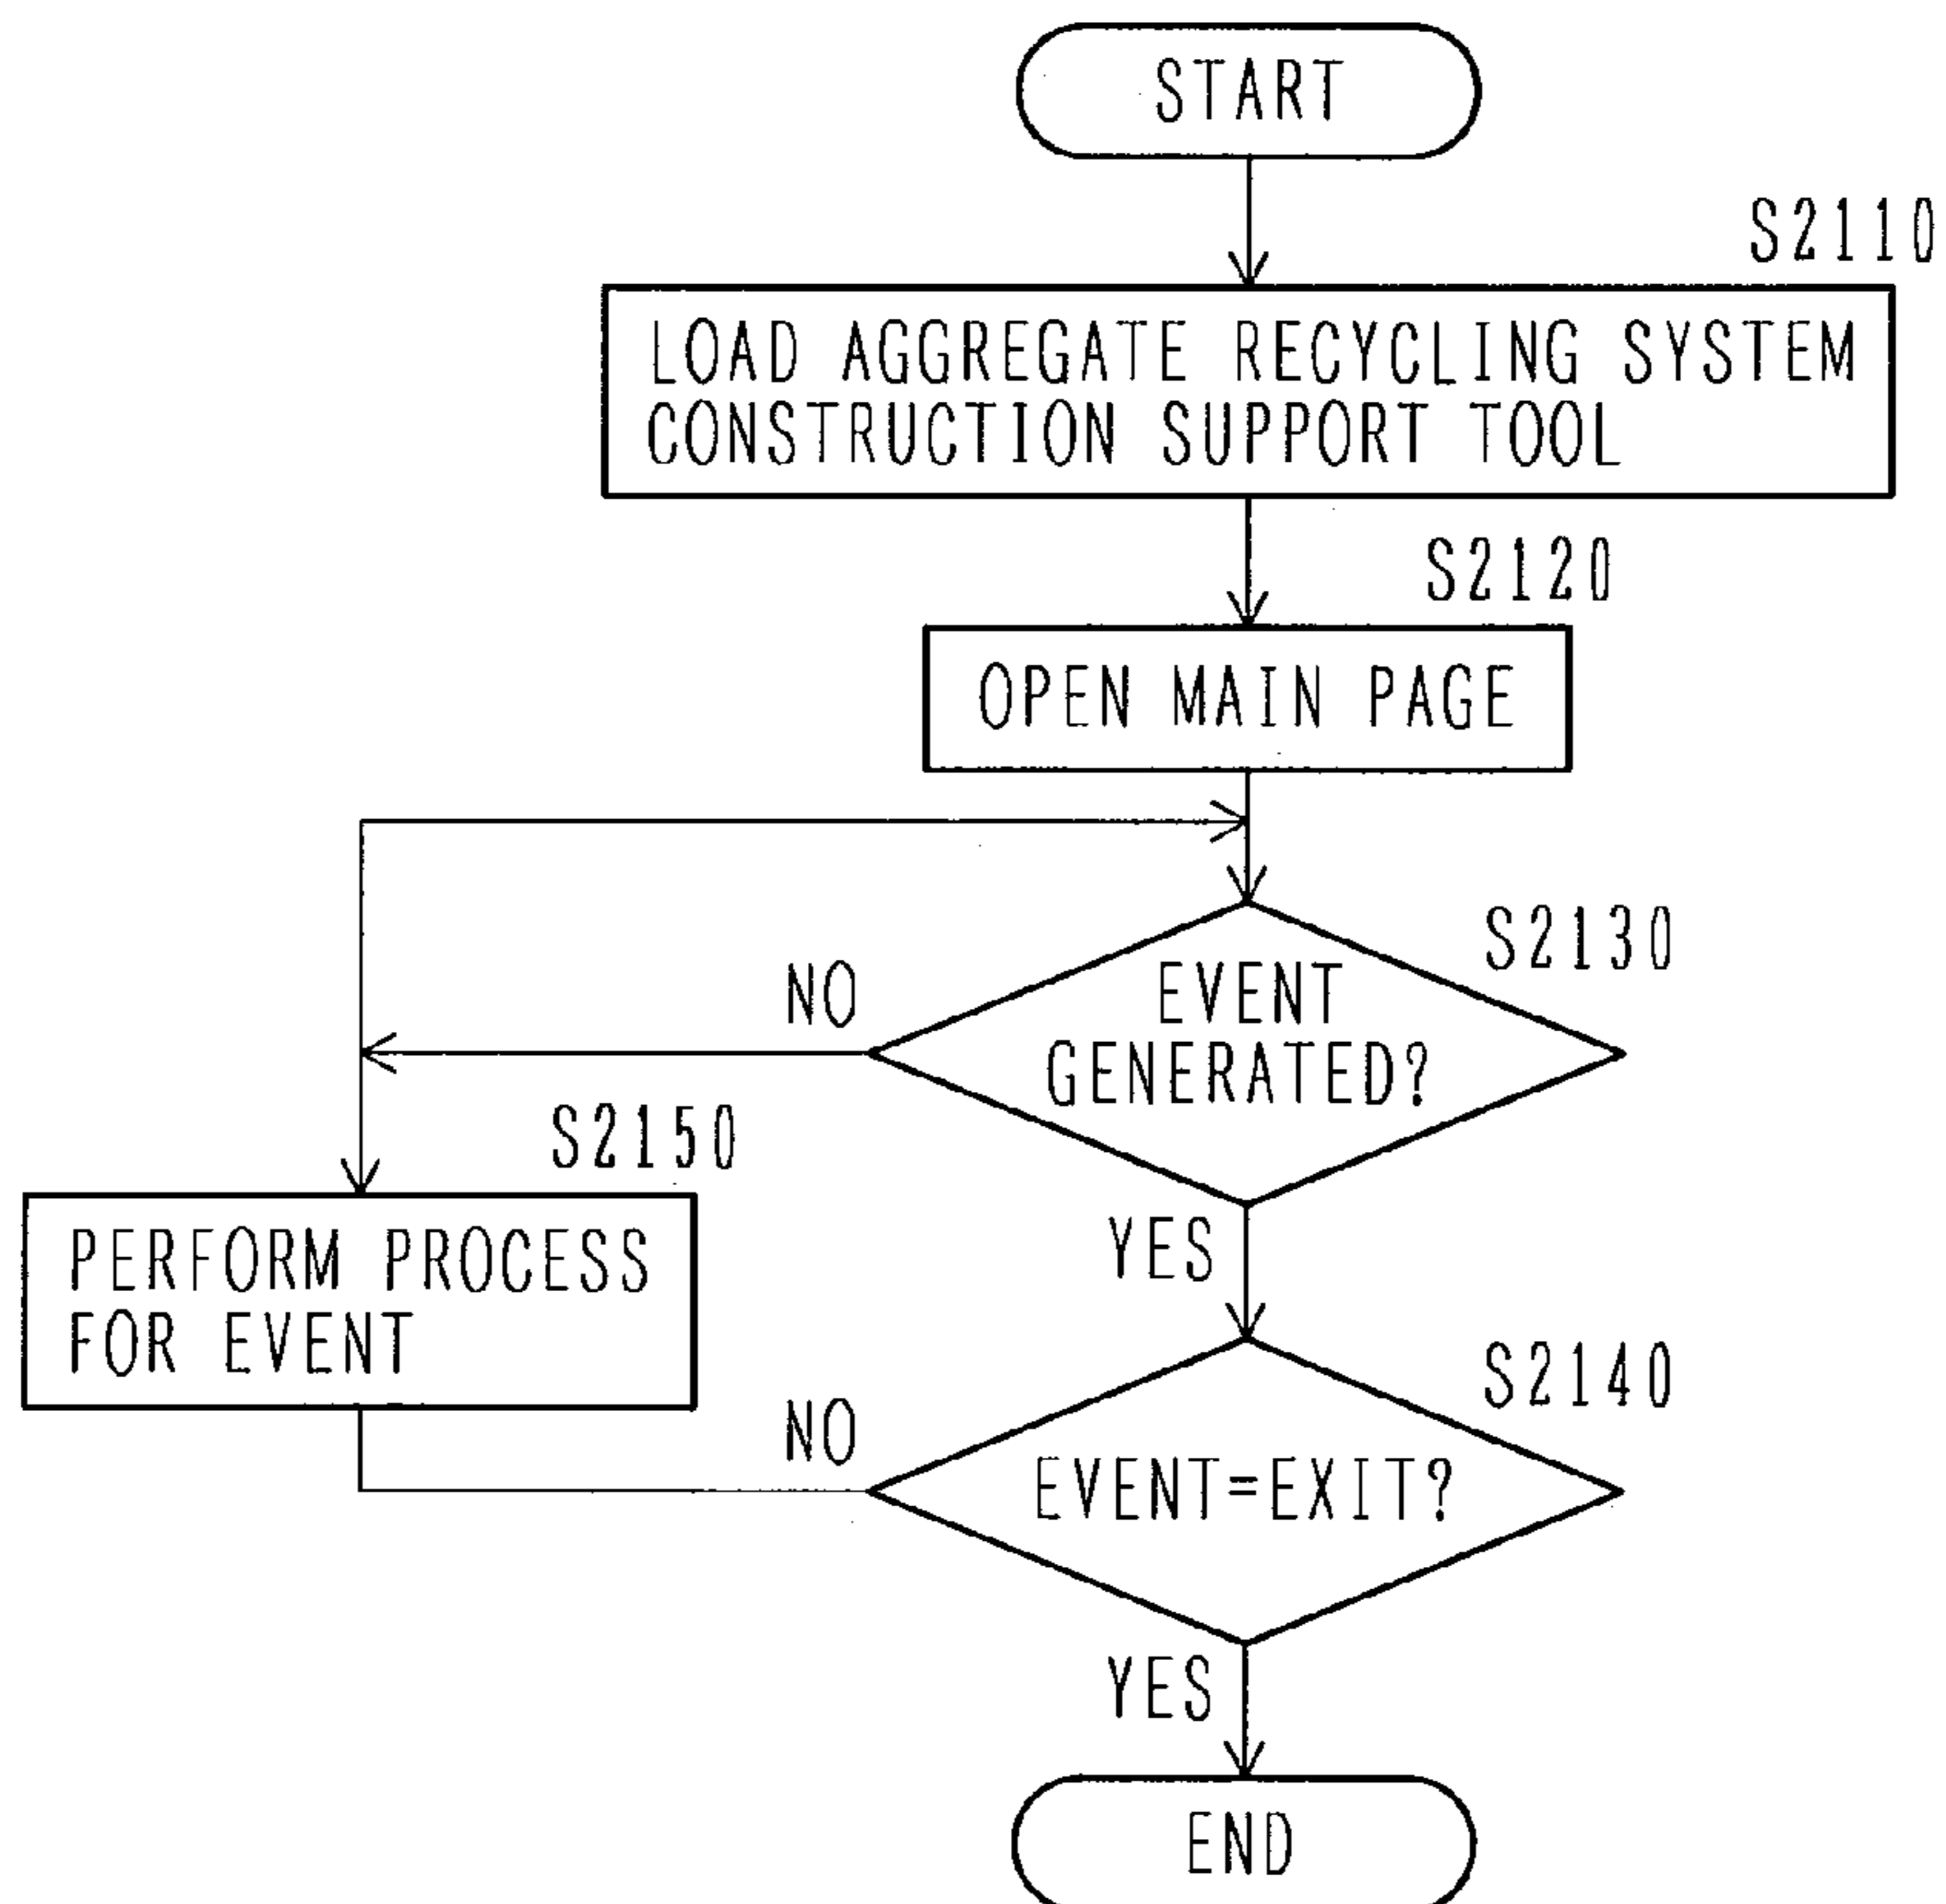 START
S2110
LOAD AGGREGATE RECYCLING SYSTEM
CONSTRUCTION SUPPORT TOOL
S2120
OPEN MAIN PAGE
S2130
EVENT
GENERATED?
NO
YES
S2150
PERFORM PROCESS
FOR EVENT
S2140
EVENT=EXIT?
NO
YES
END